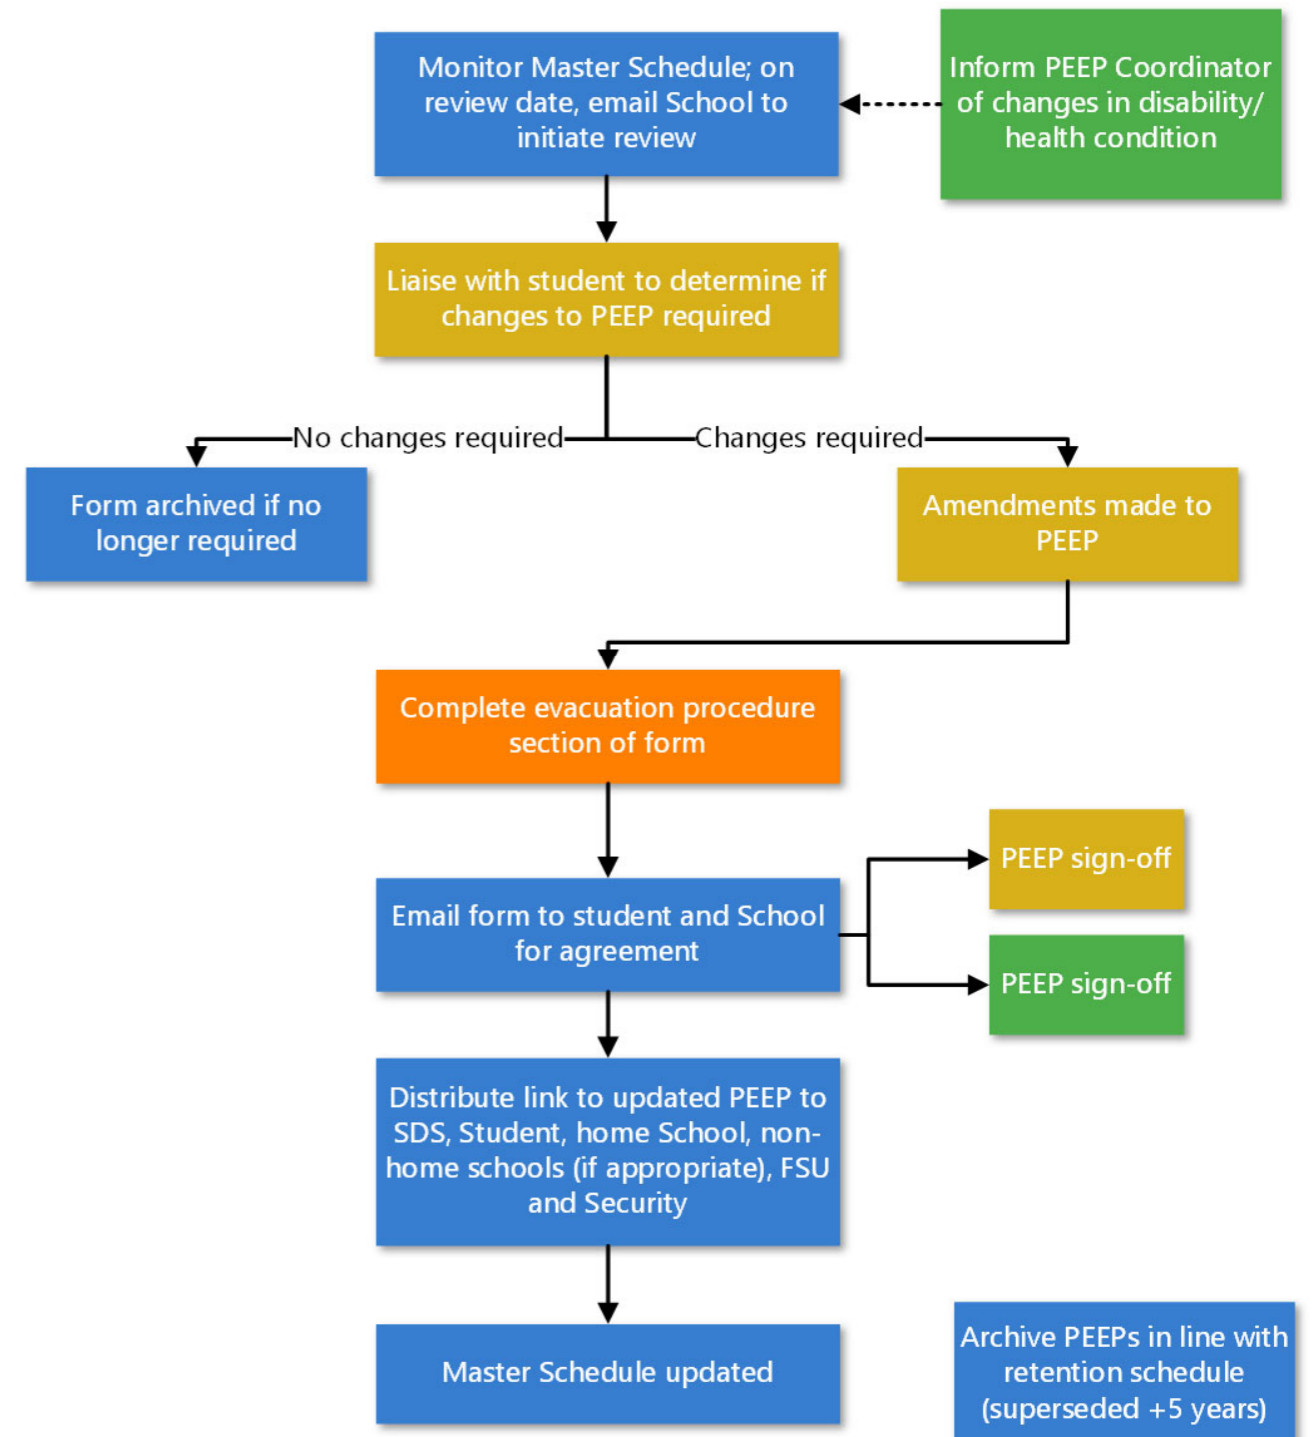 Monitor Master Schedule; on
review date, email School to
initiate review
Inform PEEP Coordinator
of changes in disability/
health condition
Liaise with student to determine if
changes to PEEP required
No changes required
Changes required
Form archived if no
longer required
Amendments made to
PEEP
Complete evacuation procedure
section of form
PEEP sign-off
Email form to student and School
for agreement
PEEP sign-off
Distribute link to updated PEEP to
SDS, Student, home School, non-
home schools (if appropriate), FSU
and Security
Master Schedule updated
Archive PEEPs in line with
retention schedule
(superseded +5 years)